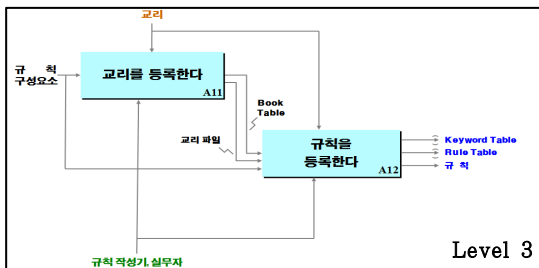 교리
규 칙
구성요소
교리를 등록한다
A11
Book
Table
교리 파일
규칙을
등록한다
A12
Keyword Table
Rule Table
규 칙
규칙 작성기, 실무자
Level 3